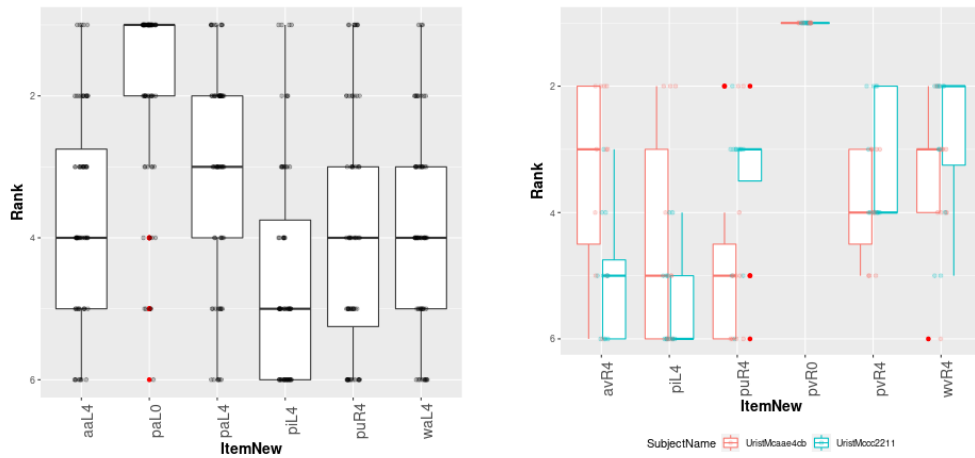 Rank
2
4
6
aaL4
paL0
paL4
piL4
puR4
waL4
ItemNew
Rank
2
4
6
avR4
piL4
puR4
pvR0
pvR4
wvR4
ItemNew
SubjectName UristMcaae4cb UristMccc2211